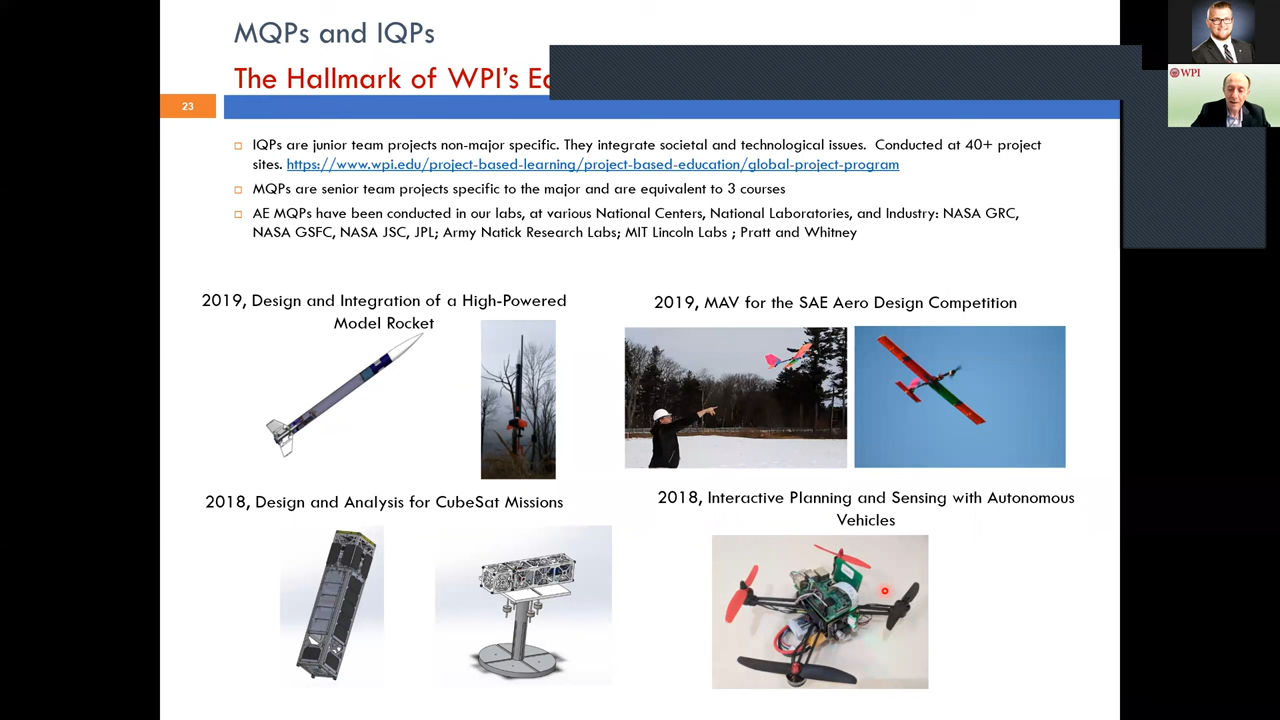 MQPs and IQPs
The Hallmark of WPI's
23
WPI
IQPs are junior team projects non-major specific. They integrate societal and technological issues. Conducted at 40+ project
sites. https://www.wpi.edu/project-based-learning/project-based-education/global-project-program
MQPs are senior team projects specific to the major and are equivalent to 3 courses
AE MQPs have been conducted in our labs, at various National Centers, National Laboratories, and Industry: NASA GRC,
NASA GSFC, NASA JSC, JPL; Army Natick Research Labs; MIT Lincoln Labs ; Pratt and Whitney
2019, Design and Integration of a High-Powered
Model Rocket
2019, MAV for the SAE Aero Design Competition
2018, Design and Analysis for CubeSat Missions
2018, Interactive Planning and Sensing with Autonomous
Vehicles